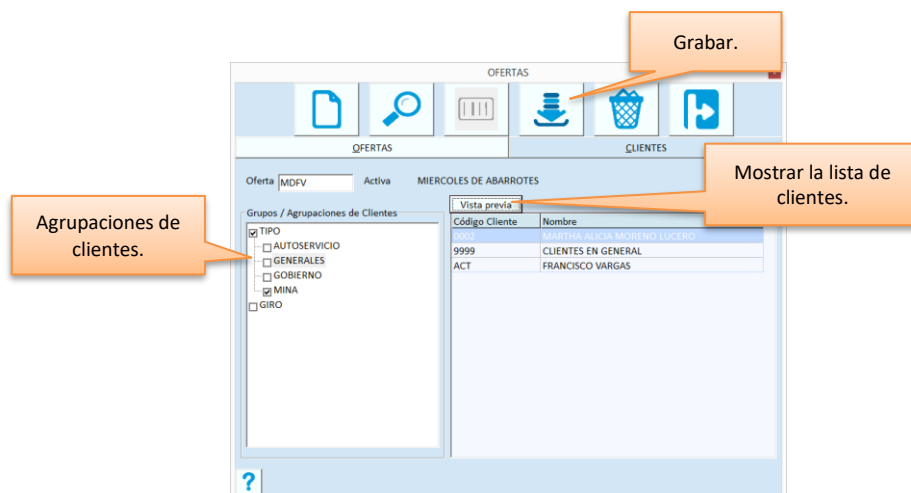 Grabar.
OFERTAS
OFERTAS
CLIENTES
Oferta MDFV Activa MIERCOLES DE ABARROTES
Mostrar la lista de
clientes.
Vista previa
Agrupaciones de
clientes.
Grupos / Agrupaciones de Clientes
TIPO
AUTOSERVICIO
GENERALES
GOBIERNO
MINA
GIRO
Código Cliente Nombre
0002 MARTHA ALICIA MORENO LUCERO
9999 CLIENTES EN GENERAL
ACT FRANCISCO VARGAS
?